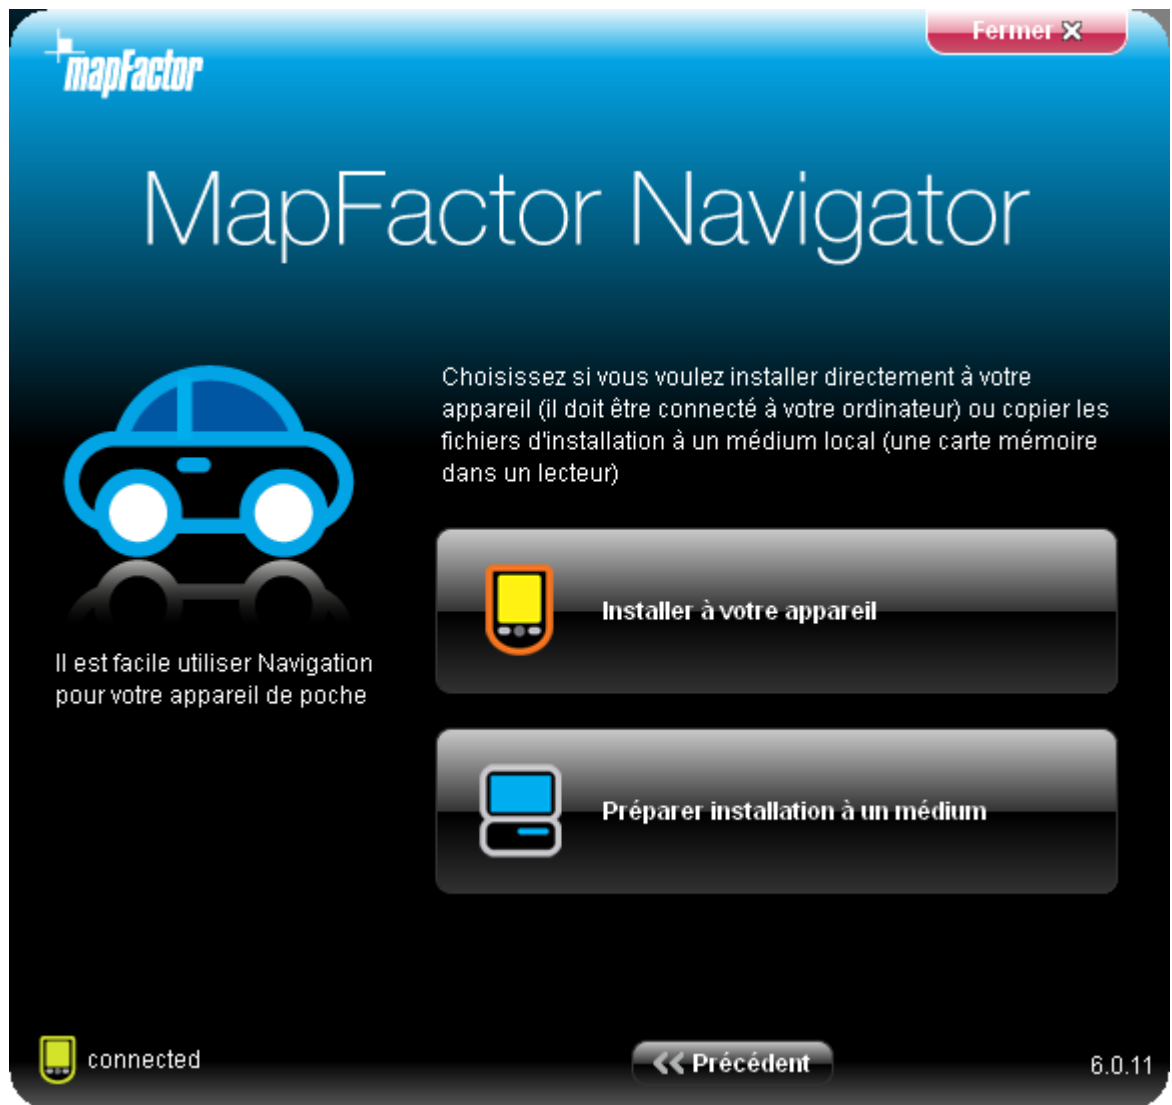 Fermer
mapFactor
MapFactor Navigator
Choisissez si vous voulez installer directement à votre
appareil (il doit être connecté à votre ordinateur) ou copier les
fichiers d'installation à un médium local (une carte mémoire
dans un lecteur)
Installer à votre appareil
Il est facile utiliser Navigation
pour votre appareil de poche
Préparer installation à un médium
connected
Précédent
6.0.11